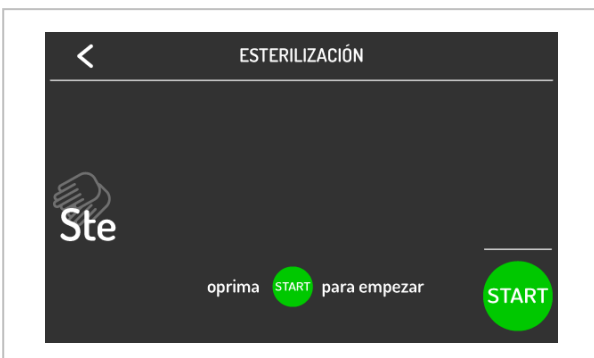 ESTERILIZACIÓN
Ste
oprima START para empezar
START